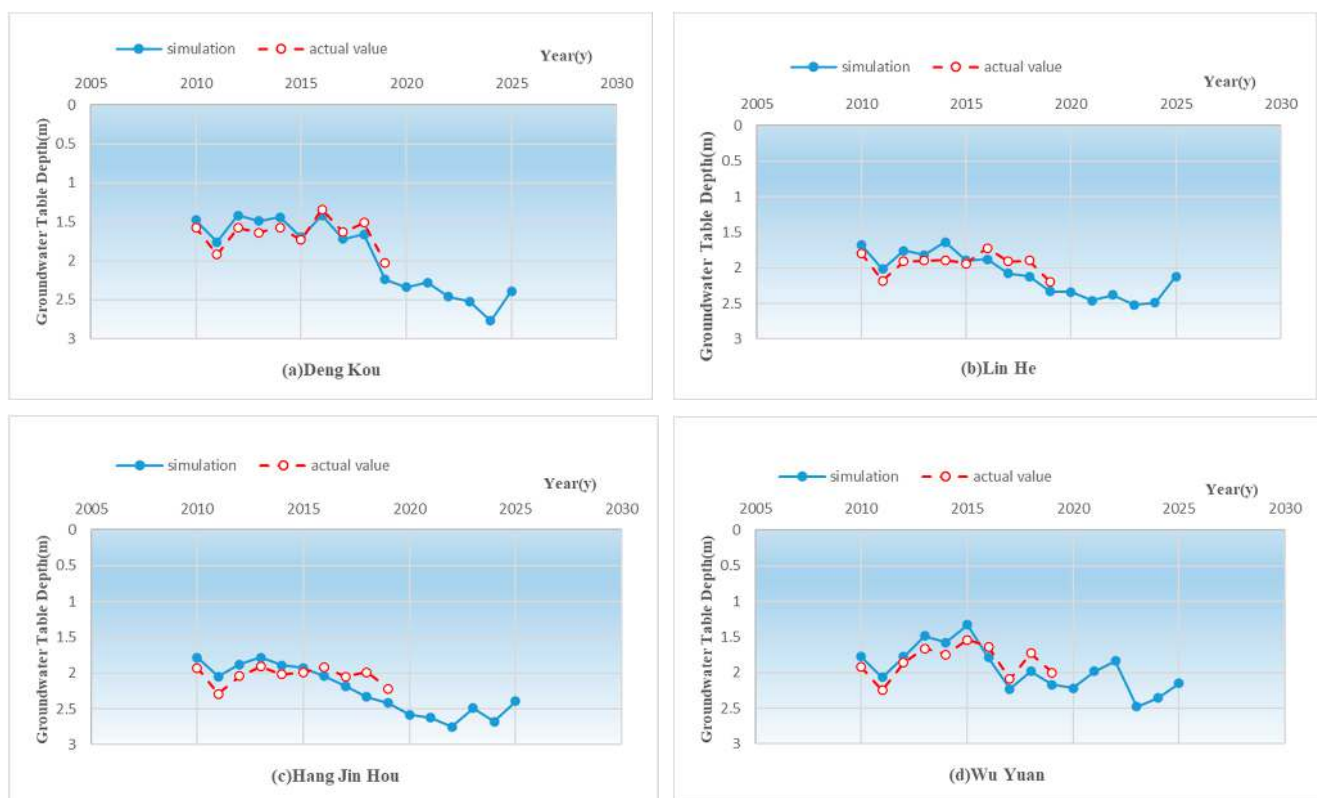 simulation actual value
Year(y)
2005 2010 2015 2020 2025 2030
0
0.5
1
1.5
2
2.5
3
Groundwater Table Depth(m)
(a)Deng Kou
simulation actual value
Year(y)
2005 2010 2015 2020 2025 2030
0
0.5
1
1.5
2
2.5
3
Groundwater Table Depth(m)
(b)Lin He
simulation actual value
Year(y)
2005 2010 2015 2020 2025 2030
0
0.5
1
1.5
2
2.5
3
Groundwater Table Depth(m)
(c)Hang Jin Hou
simulation actual value
Year(y)
2005 2010 2015 2020 2025 2030
0
0.5
1
1.5
2
2.5
3
Groundwater Table Depth(m)
(d)Wu Yuan